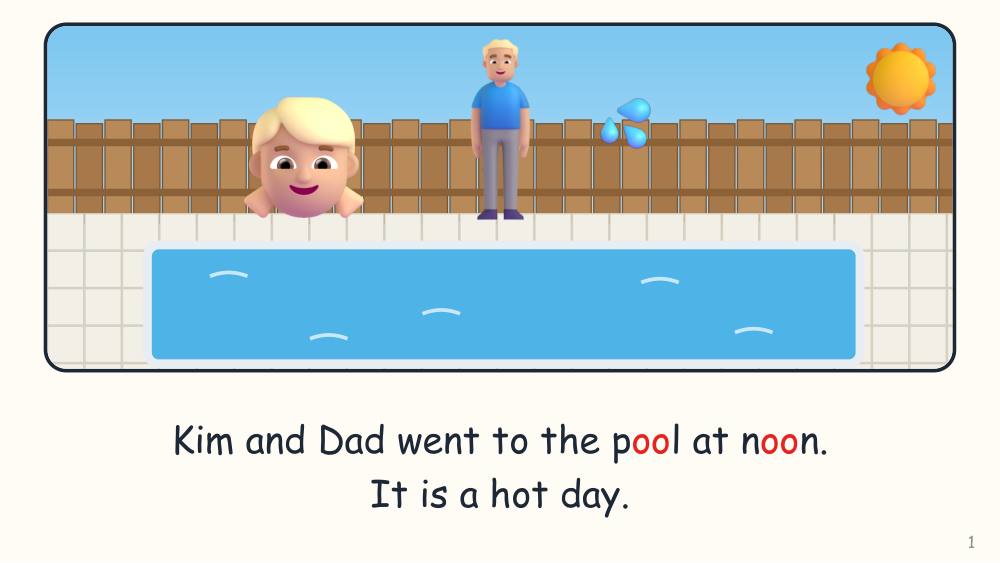 Kim and Dad went to the pool at noon.
It is a hot day.
1